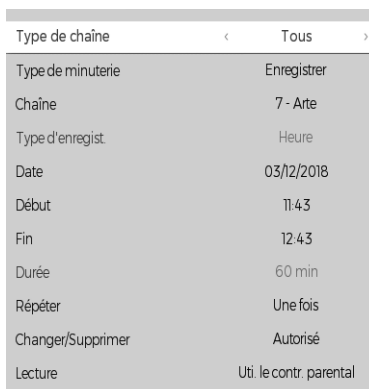 Type de chaîne ‹ Tous ›
Type de minuterie Enregistrer
Chaîne 7 - Arte
Type d'enregist. Heure
Date 03/12/2018
Début 11:43
Fin 12:43
Durée 60 min
Répéter Une fois
Changer/Supprimer Autorisé
Lecture Uti. le contr. parental